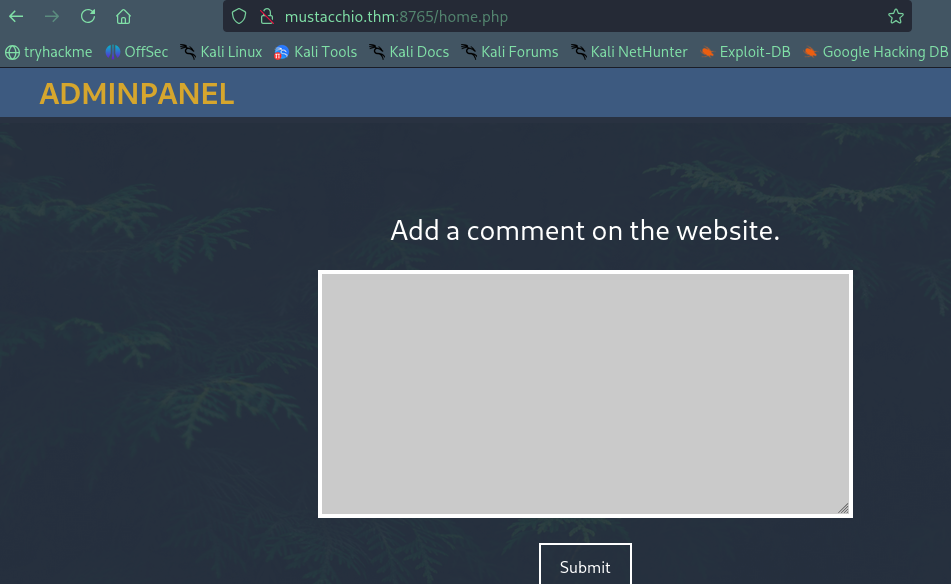 mustacchio.thm:8765/home.php
tryhackme OffSec Kali Linux Kali Tools Kali Docs Kali Forums Kali NetHunter Exploit-DB Google Hacking DB
ADMINPANEL
Add a comment on the website.
Submit